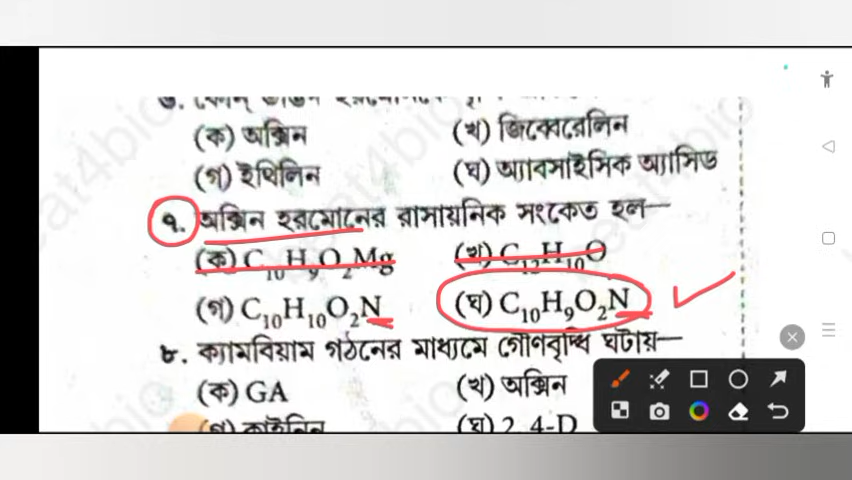 (ক) অক্সিন (খ) জিব্বেরেলিন
(গ) ইথিলিন (ঘ) অ্যাবসাইসিক অ্যাসিড
৭. অক্সিন হরমোনের রাসায়নিক সংকেত হল—
(ক) C₁₀H₉O₂Mg (খ) C₁₂H₁₀O
(গ) C₁₀H₁₀O₂N (ঘ) C₁₀H₉O₂N
৮. ক্যামবিয়াম গঠনের মাধ্যমে গৌণবৃদ্ধি ঘটায়—
(ক) GA (খ) অক্সিন
(গ) কাইনিন (ঘ) 2, 4-D